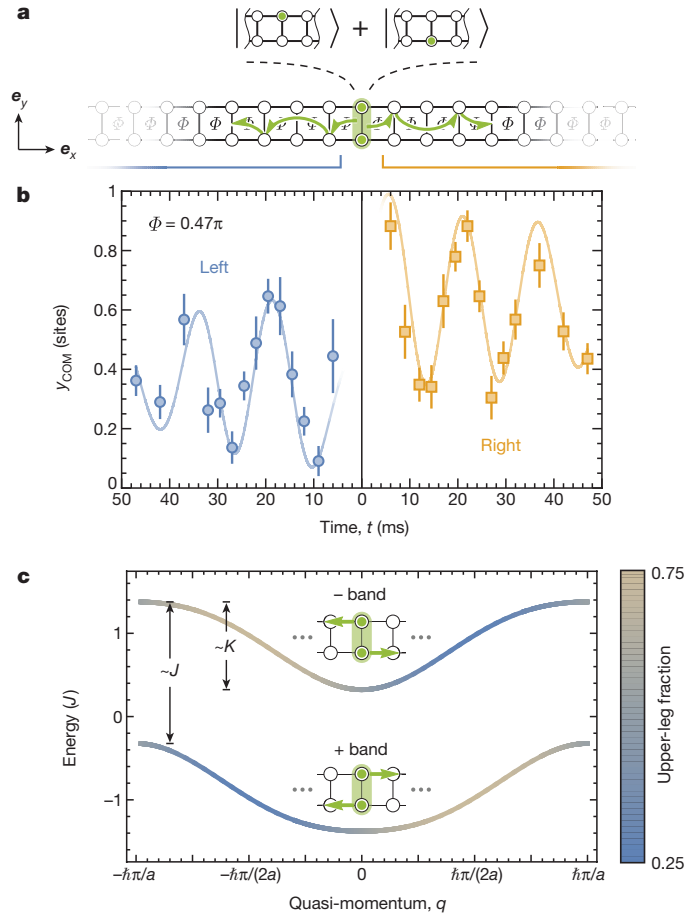 a
| ⟩ + | ⟩
e_y
e_x
Φ Φ Φ Φ Φ Φ Φ Φ Φ Φ Φ Φ Φ Φ Φ Φ
b
Φ = 0.47π
Left
Right
y_COM (sites)
1
0.8
0.6
0.4
0.2
0
50 40 30 20 10 0 10 20 30 40 50
Time, t (ms)
c
− band
+ band
~J
~K
Energy (J)
1
0
−1
−ħπ/a −ħπ/(2a) 0 ħπ/(2a) ħπ/a
Quasi-momentum, q
0.75
Upper-leg fraction
0.25